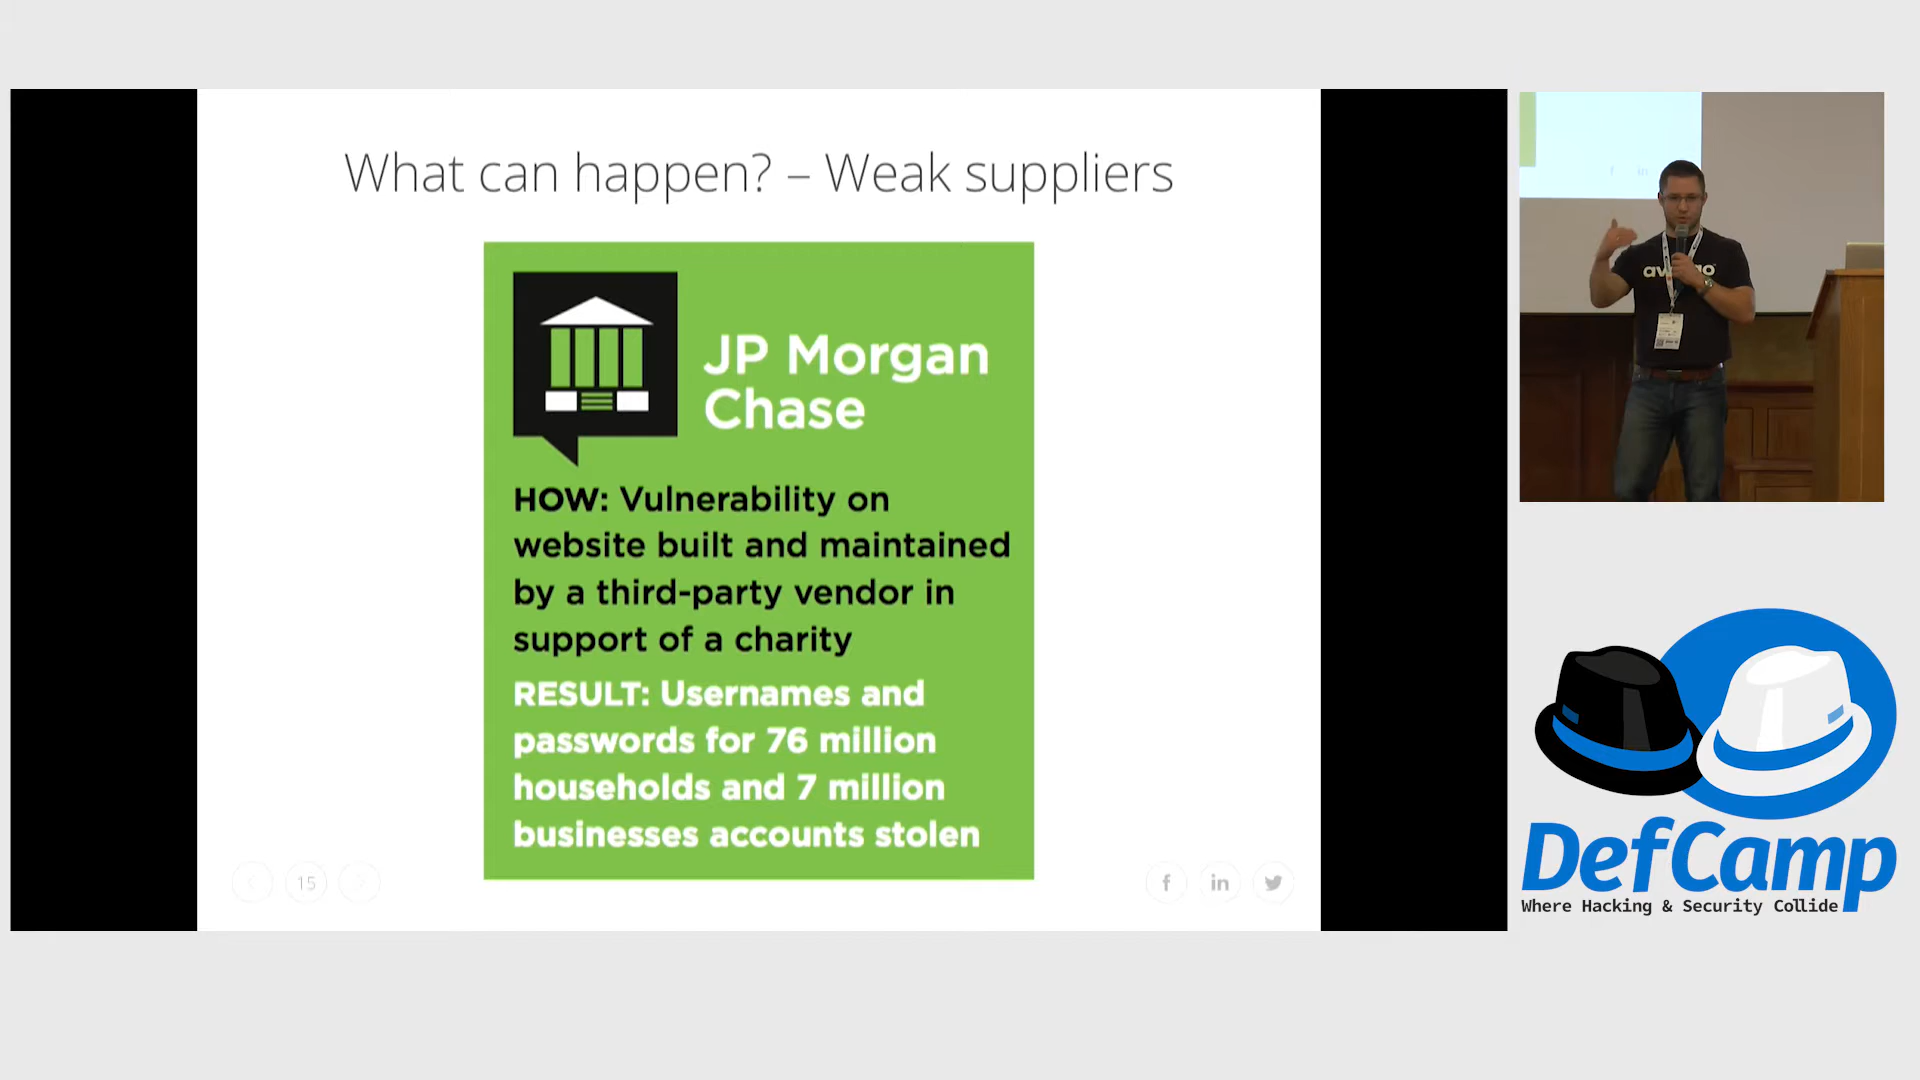 What can happen? – Weak suppliers
JP Morgan
Chase
HOW: Vulnerability on
website built and maintained
by a third-party vendor in
support of a charity
RESULT: Usernames and
passwords for 76 million
households and 7 million
businesses accounts stolen
15
f in
DefCamp
Where Hacking & Security Collide